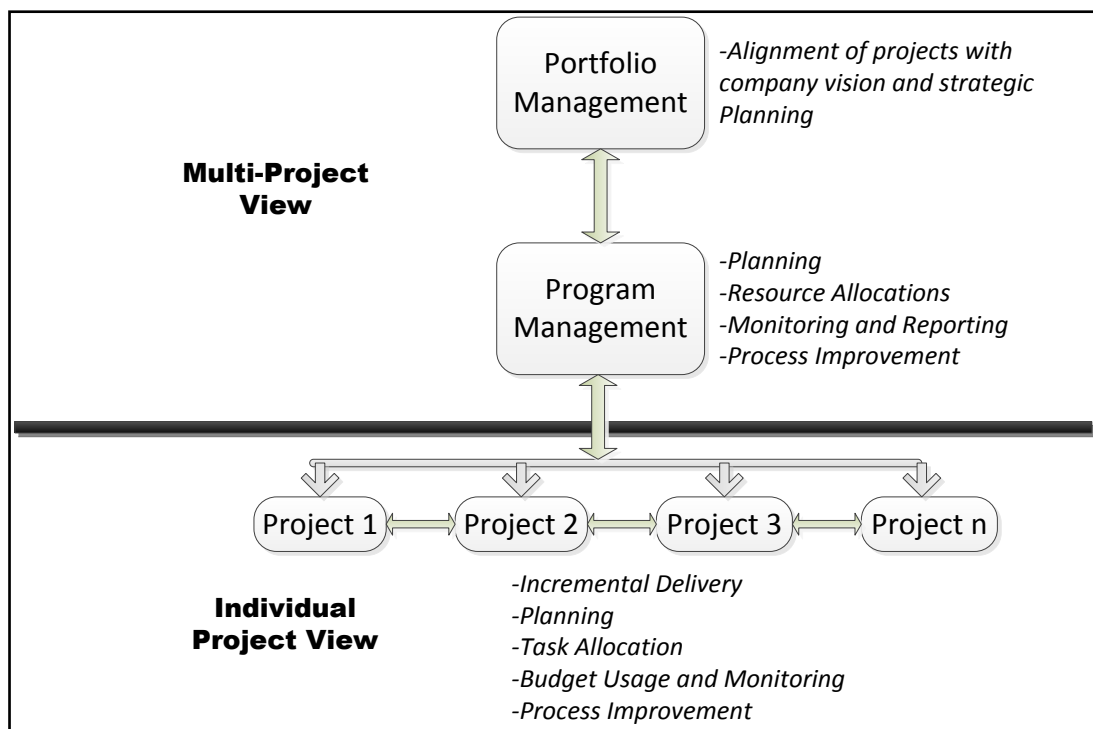 Portfolio
Management
-Alignment of projects with
company vision and strategic
Planning
Multi-Project
View
Program
Management
-Planning
-Resource Allocations
-Monitoring and Reporting
-Process Improvement
Project 1
Project 2
Project 3
Project n
Individual
Project View
-Incremental Delivery
-Planning
-Task Allocation
-Budget Usage and Monitoring
-Process Improvement